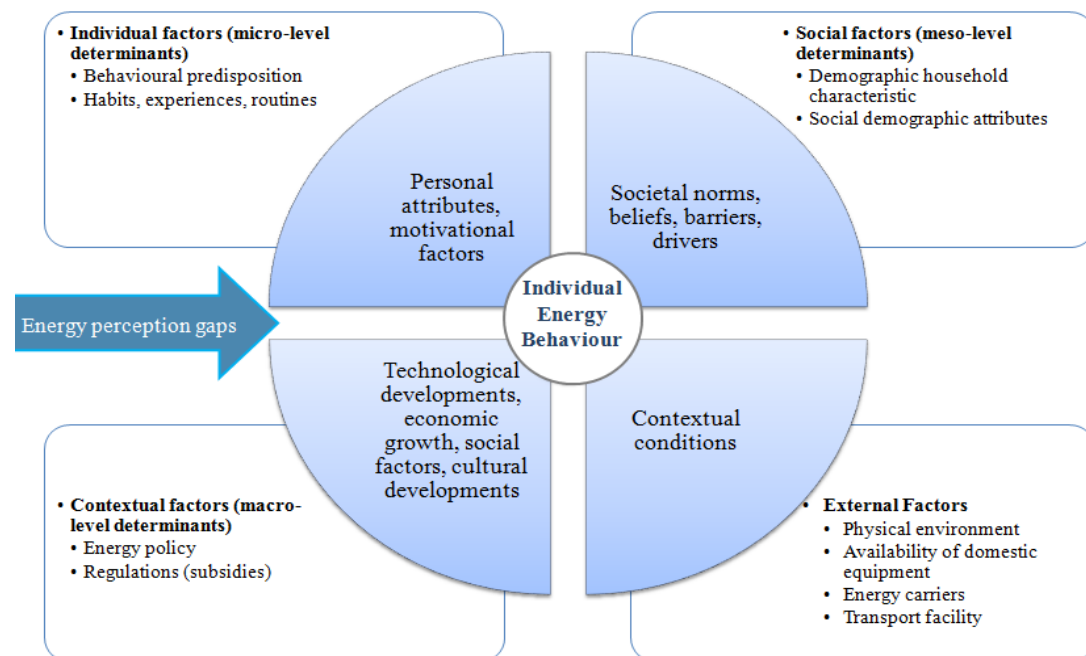 • Individual factors (micro-level
determinants)
• Behavioural predisposition
• Habits, experiences, routines
• Social factors (meso-level
determinants)
• Demographic household
characteristic
• Social demographic attributes
Personal
attributes,
motivational
factors
Societal norms,
beliefs, barriers,
drivers
Individual
Energy
Behaviour
Energy perception gaps
Technological
developments,
economic
growth, social
factors, cultural
developments
Contextual
conditions
• Contextual factors (macro-
level determinants)
• Energy policy
• Regulations (subsidies)
• External Factors
• Physical environment
• Availability of domestic
equipment
• Energy carriers
• Transport facility